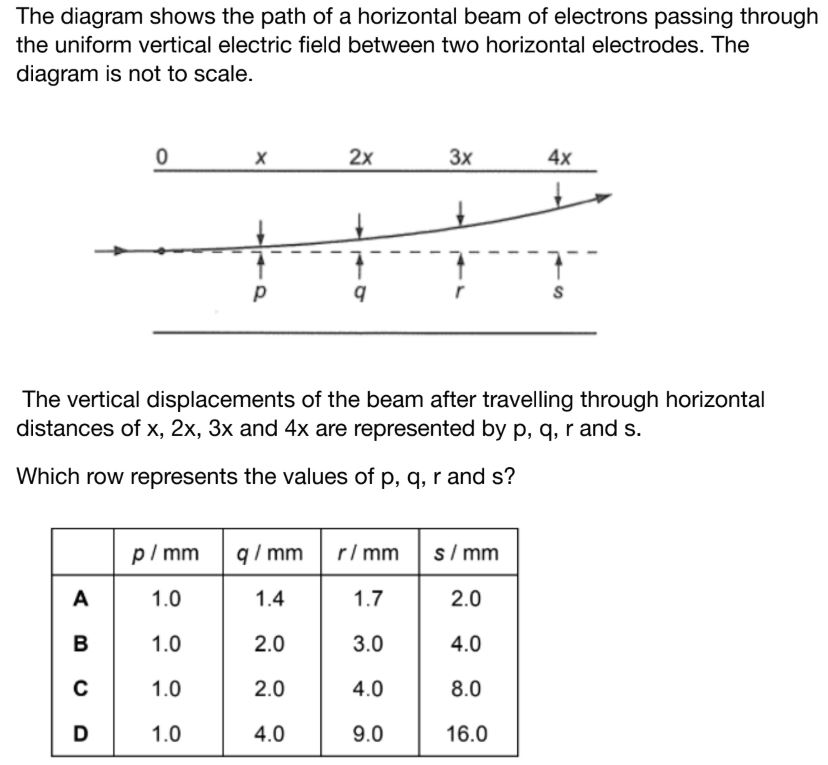 The diagram shows the path of a horizontal beam of electrons passing through
the uniform vertical electric field between two horizontal electrodes. The
diagram is not to scale.
0 x 2x 3x 4x
p q r s
The vertical displacements of the beam after travelling through horizontal
distances of x, 2x, 3x and 4x are represented by p, q, r and s.
Which row represents the values of p, q, r and s?
p / mm q / mm r / mm s / mm
A 1.0 1.4 1.7 2.0
B 1.0 2.0 3.0 4.0
C 1.0 2.0 4.0 8.0
D 1.0 4.0 9.0 16.0